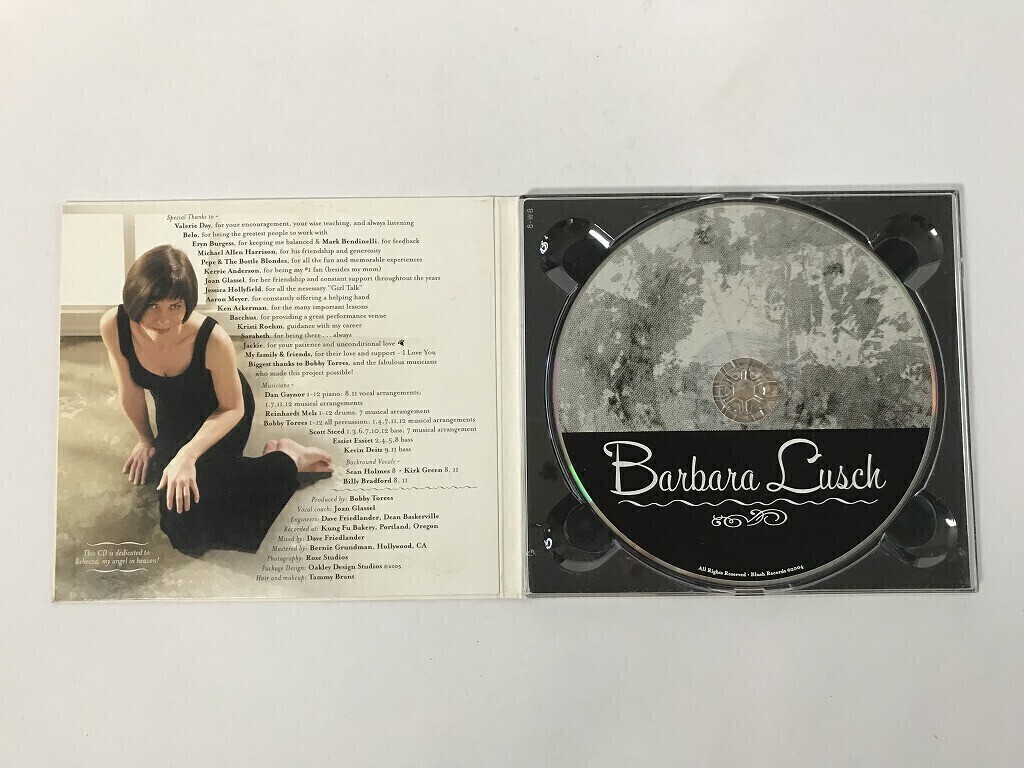 Special Thanks to ~
Valerie Day, for your encouragement, your wise teaching, and always listening
Belo, for being the greatest people to work with
Eryn Burgess, for keeping me balanced & Mark Bendinelli, for feedback
Michael Allen Harrison, for his friendship and generosity
Pepe & The Bottle Blondes, for all the fun and memorable experiences
Kerrie Anderson, for being my #1 fan (besides my mom)
Joan Glassel, for her friendship and constant support throughtout the years
Jessica Hollyfield, for all the nesessary "Girl Talk"
Aaron Meyer, for constantly offering a helping hand
Ken Ackerman, for the many important lessons
Bacchus, for providing a great performance venue
Kristi Roehm, guidance with my career
Sarabeth, for being there . . . always
Jackie, for your patience and unconditional love
My family & friends, for their love and support - I Love You
Biggest thanks to Bobby Torres, and the fabulous musicians
who made this project possible!
Musicians ~
Dan Gaynor 1-12 piano; 8,11 vocal arrangements;
1,7,11,12 musical arrangements
Reinhardt Melz 1-12 drums; 7 musical arrangement
Bobby Torres 1-12 all percussion; 1,4,7,11,12 musical arrangements
Scott Steed 1,3,6,7,10,12 bass; 7 musical arrangement
Essiet Essiet 2,4,5,8 bass
Kevin Deitz 9,11 bass
Backround Vocals ~
Sean Holmes 8 • Kirk Green 8, 11
Billy Bradford 8, 11
Produced by: Bobby Torres
Vocal coach: Joan Glassel
Engineers: Dave Friedlander, Dean Baskerville
Recorded at: Kung Fu Bakery, Portland, Oregon
Mixed by: Dave Friedlander
Mastered by: Bernie Grundman, Hollywood, CA
Photography: Rose Studios
Package Design: Oakley Design Studios ©2005
Hair and makeup: Tammy Brant
This CD is dedicated to
Rebecca, my angel in heaven!
Barbara Lusch
All Rights Reserved • Blush Records ©2004